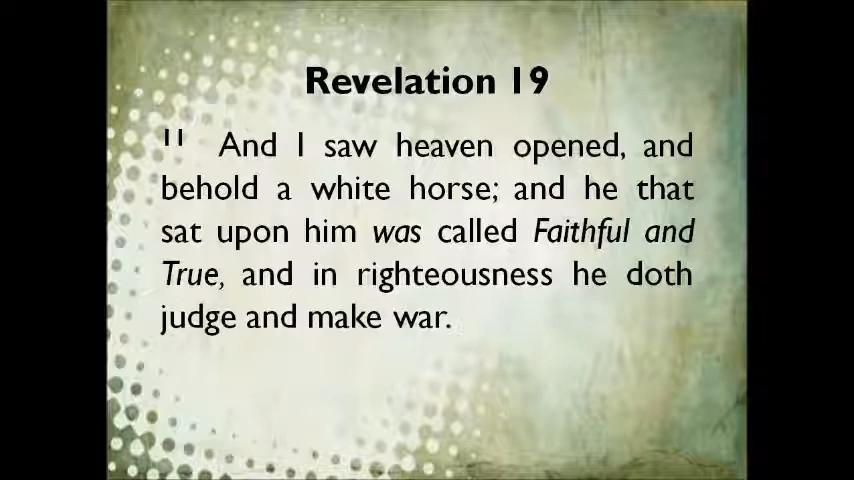 Revelation 19
11 And I saw heaven opened, and
behold a white horse; and he that
sat upon him was called Faithful and
True, and in righteousness he doth
judge and make war.